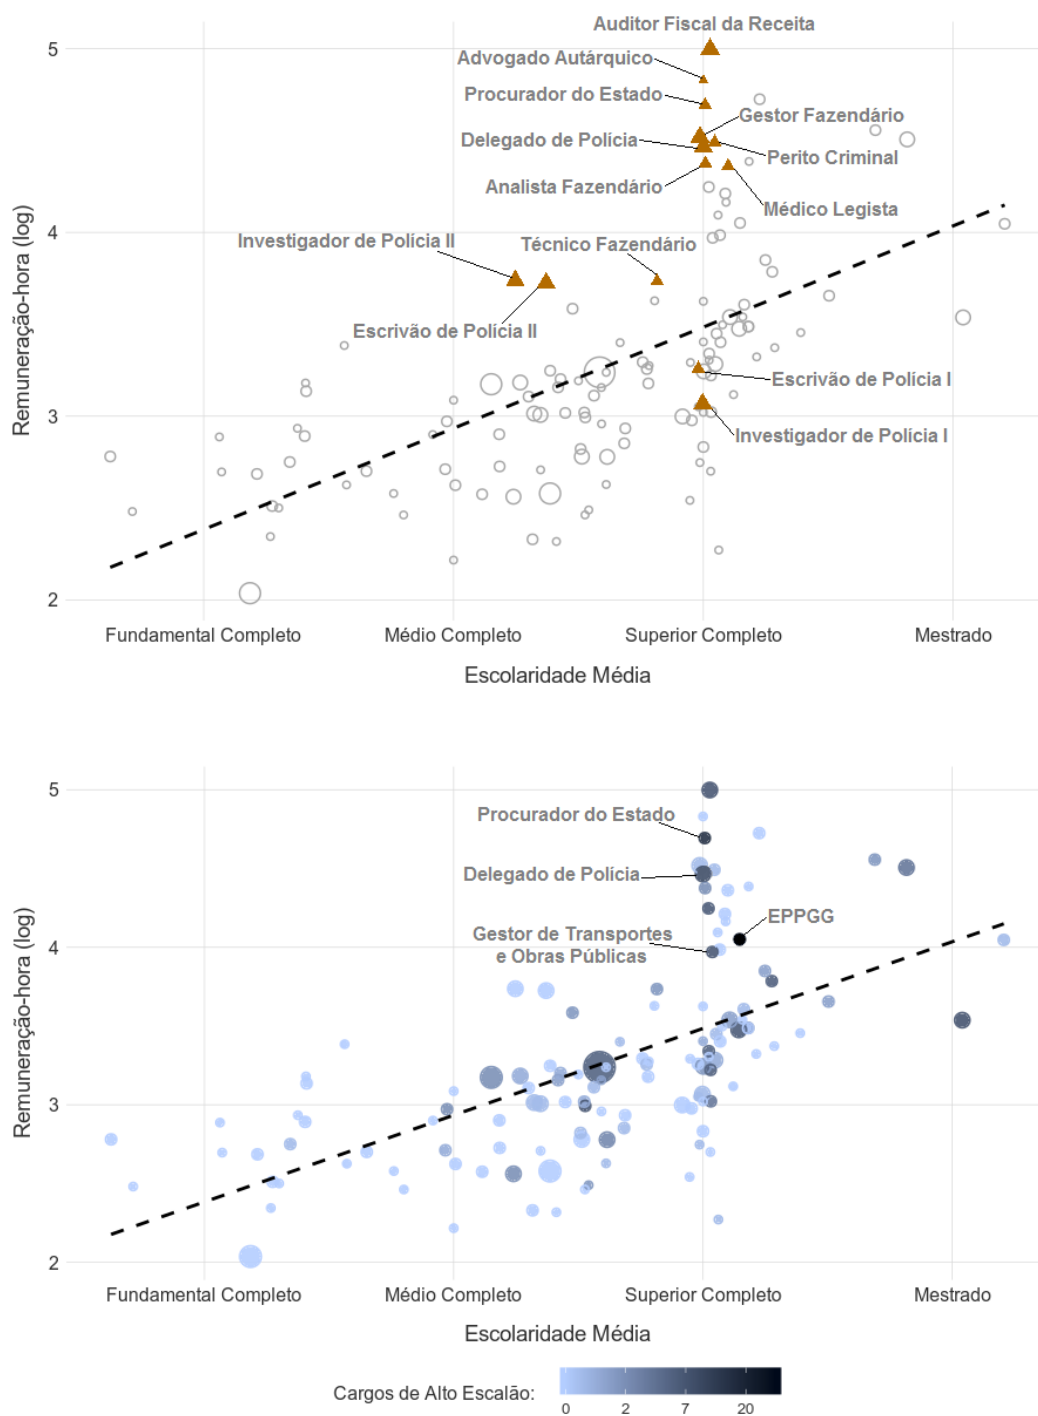 Auditor Fiscal da Receita
5
Advogado Autárquico
Procurador do Estado
Gestor Fazendário
Delegado de Polícia
Perito Criminal
Analista Fazendário
Médico Legista
4
Investigador de Polícia II
Técnico Fazendário
Escrivão de Polícia II
Escrivão de Polícia I
3
Investigador de Polícia I
2
Remuneração-hora (log)
Fundamental Completo
Médio Completo
Superior Completo
Mestrado
Escolaridade Média
5
Procurador do Estado
Delegado de Polícia
EPPGG
Gestor de Transportes
e Obras Públicas
4
3
2
Remuneração-hora (log)
Fundamental Completo
Médio Completo
Superior Completo
Mestrado
Escolaridade Média
Cargos de Alto Escalão:
0
2
7
20